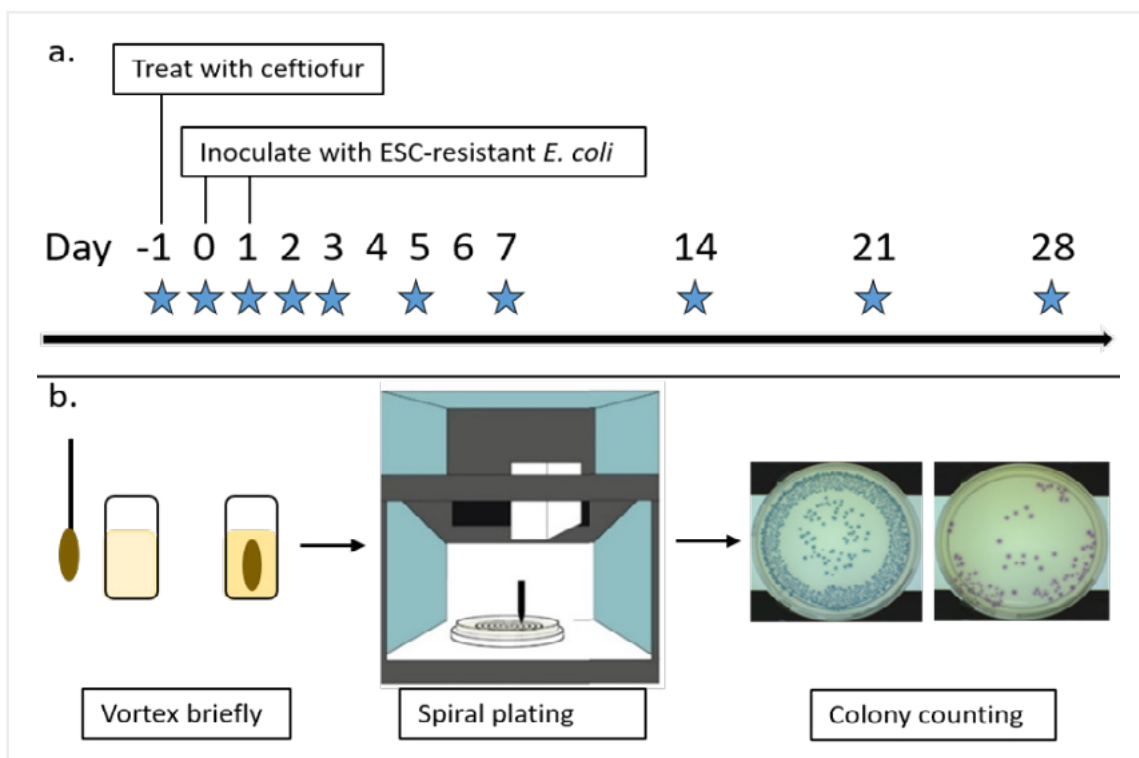 a.
Treat with ceftiofur
Inoculate with ESC-resistant E. coli
Day -1 0 1 2 3 4 5 6 7 14 21 28
b.
Vortex briefly
Spiral plating
Colony counting